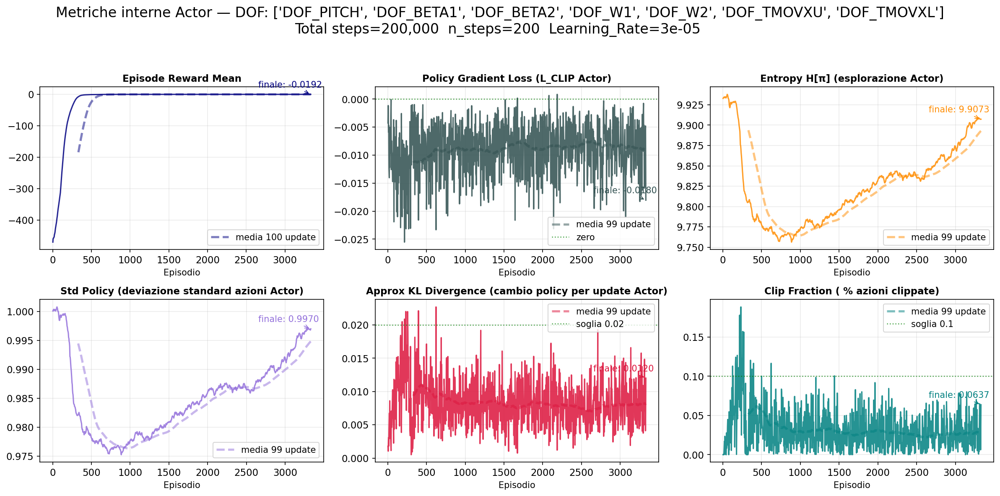 Metriche interne Actor — DOF: ['DOF_PITCH', 'DOF_BETA1', 'DOF_BETA2', 'DOF_W1', 'DOF_W2', 'DOF_TMOVXU', 'DOF_TMOVXL']
Total steps=200,000  n_steps=200  Learning_Rate=3e-05
Episode Reward Mean
finale: -0.0192
0
−100
−200
−300
−400
media 100 update
0 500 1000 1500 2000 2500 3000
Episodio
Policy Gradient Loss (L_CLIP Actor)
0.000
−0.005
−0.010
−0.015
−0.020
−0.025
finale: -0.0180
media 99 update
zero
0 500 1000 1500 2000 2500 3000
Episodio
Entropy H[π] (esplorazione Actor)
9.925
9.900
9.875
9.850
9.825
9.800
9.775
9.750
finale: 9.9073
media 99 update
0 500 1000 1500 2000 2500 3000
Episodio
Std Policy (deviazione standard azioni Actor)
1.000
0.995
0.990
0.985
0.980
0.975
finale: 0.9970
media 99 update
0 500 1000 1500 2000 2500 3000
Episodio
Approx KL Divergence (cambio policy per update Actor)
media 99 update
soglia 0.02
0.020
0.015
0.010
0.005
0.000
finale: 0.0120
0 500 1000 1500 2000 2500 3000
Episodio
Clip Fraction ( % azioni clippate)
media 99 update
soglia 0.1
0.15
0.10
0.05
0.00
finale: 0.0637
0 500 1000 1500 2000 2500 3000
Episodio